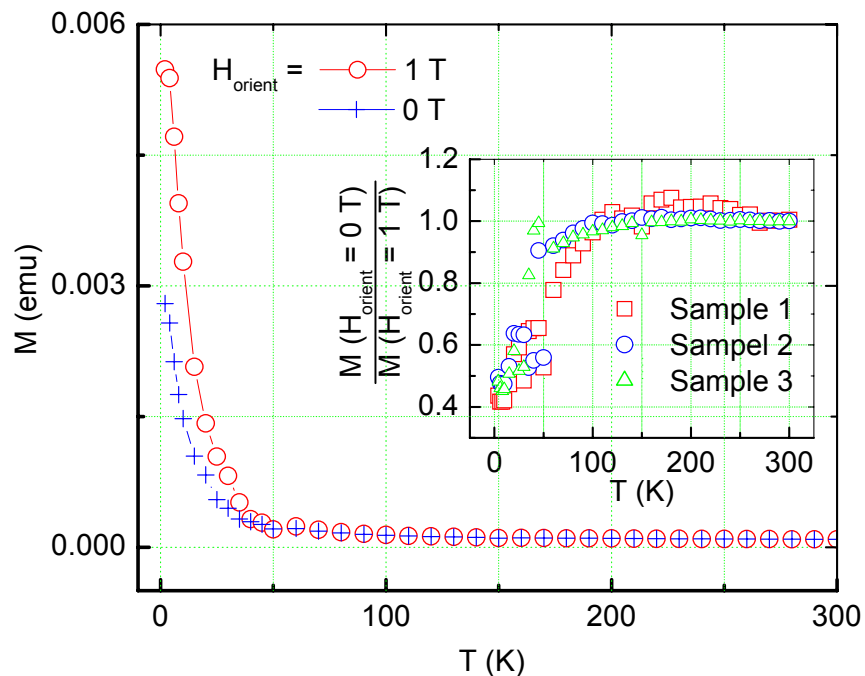 0.006
0.003
0.000
M (emu)
H orient = 1 T
0 T
M (H orient = 0 T)
M (H orient = 1 T)
1.2
1.0
0.8
0.6
0.4
Sample 1
Sampel 2
Sample 3
0 100 200 300
T (K)
0 100 200 300
T (K)